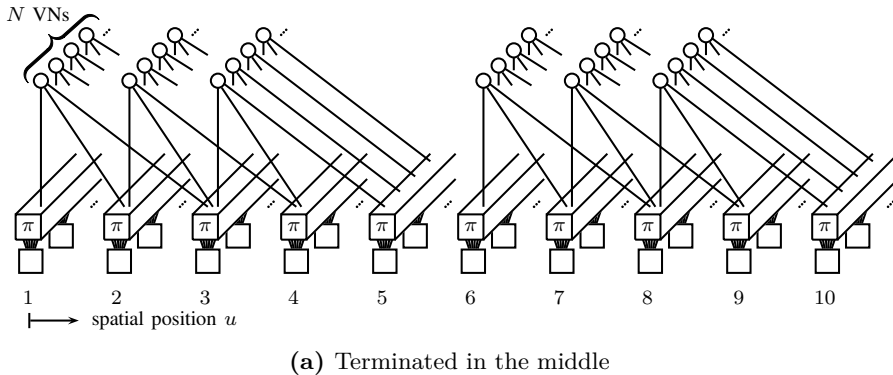 N VNs
π π π π π π π π π π
1 2 3 4 5 6 7 8 9 10
spatial position u
(a) Terminated in the middle